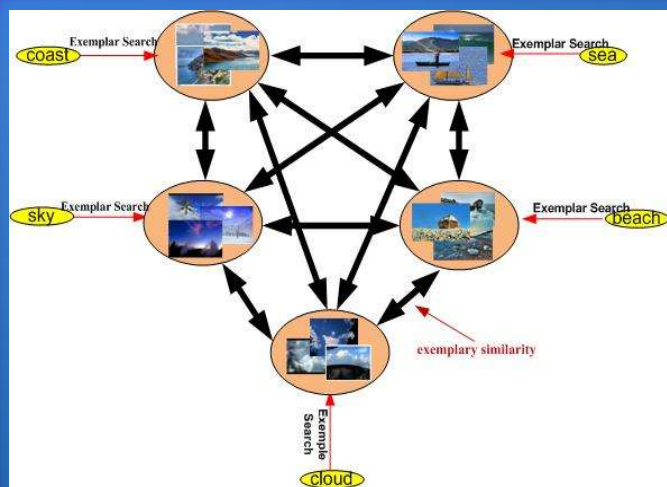 coast
Exemplar Search
Exemplar Search
sea
sky
Exemplar Search
Exemplar Search
beach
exemplary similarity
Exemple
Search
cloud